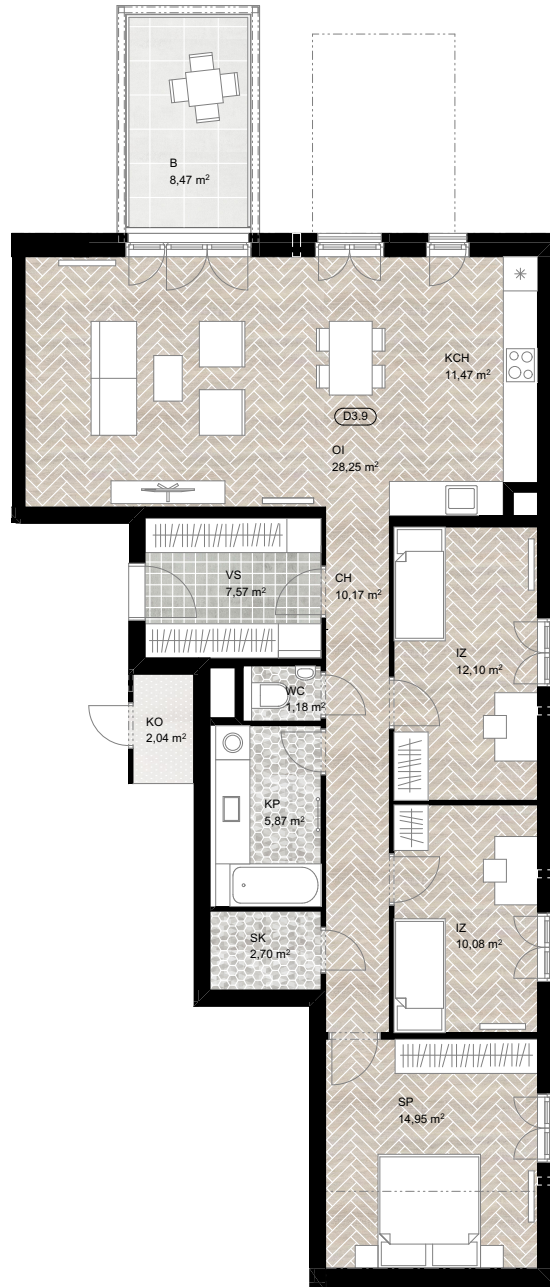 B
8,47 m²
KCH
11,47 m²
D3.9
OI
28,25 m²
VS
7,57 m²
CH
10,17 m²
IZ
12,10 m²
WC
1,18 m²
KO
2,04 m²
KP
5,87 m²
IZ
10,08 m²
SK
2,70 m²
SP
14,95 m²